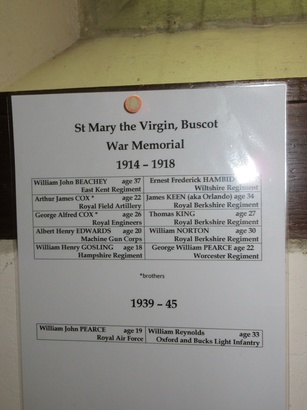 St Mary the Virgin, Buscot
War Memorial
1914 – 1918
William John BEACHEY age 37
East Kent Regiment
Ernest Frederick
Wiltshire Regiment
Arthur James COX * age 22
Royal Field Artillery
James KEEN (aka Orlando) age 34
Royal Berkshire Regiment
George Alfred COX * age 26
Royal Engineers
Thomas KING age 27
Royal Berkshire Regiment
Albert Henry EDWARDS age 20
Machine Gun Corps
William NORTON age 30
Royal Berkshire Regiment
William Henry GOSLING age 18
Hampshire Regiment
George William PEARCE age 22
Worcester Regiment
*brothers
1939 – 45
William John PEARCE age 19
Royal Air Force
William Reynolds age 33
Oxford and Bucks Light Infantry